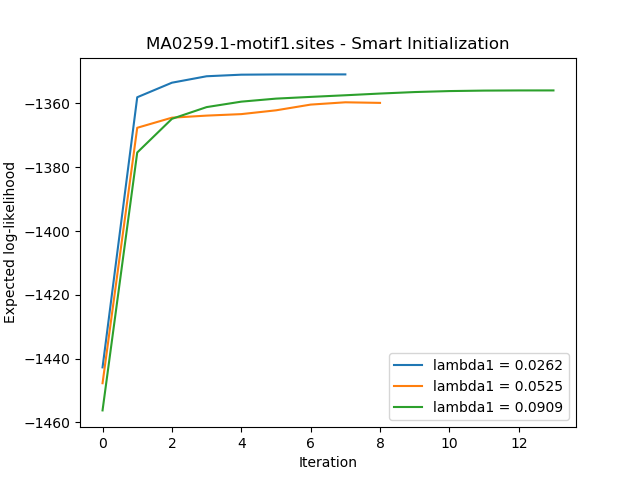 MA0259.1-motif1.sites - Smart Initialization
Expected log-likelihood
−1360
−1380
−1400
−1420
−1440
−1460
0 2 4 6 8 10 12
Iteration
lambda1 = 0.0262
lambda1 = 0.0525
lambda1 = 0.0909